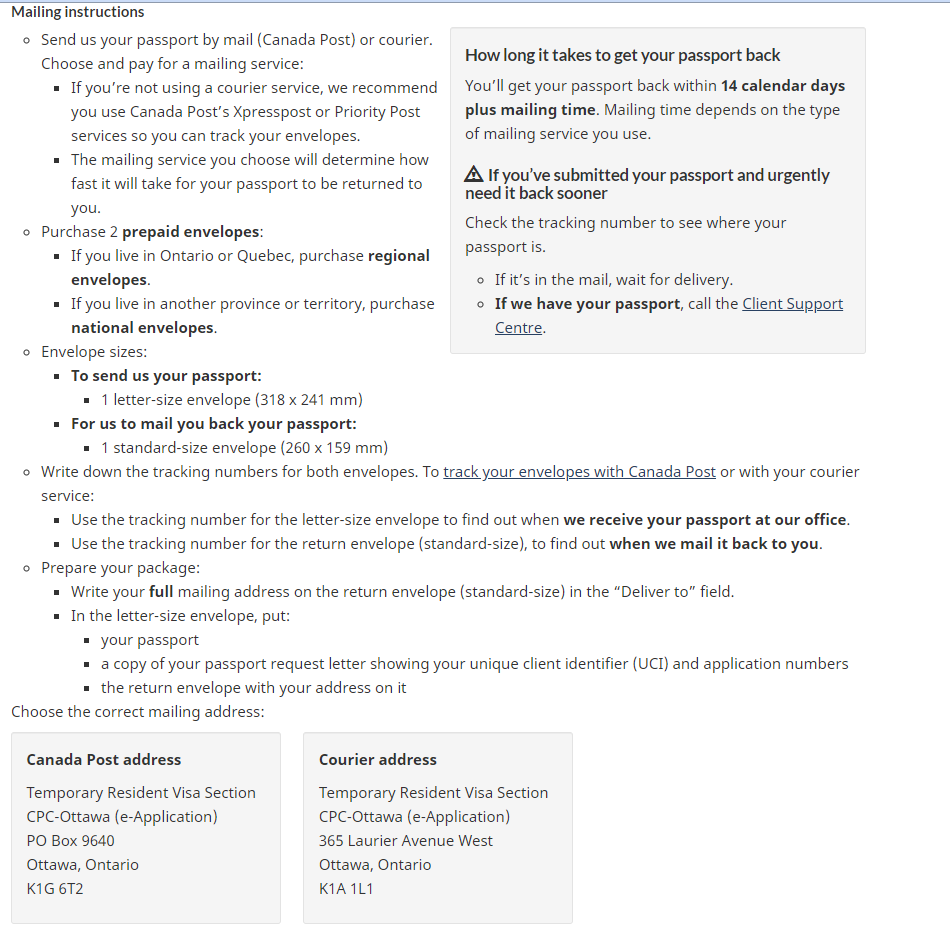 Mailing instructions
Send us your passport by mail (Canada Post) or courier.
Choose and pay for a mailing service:
If you’re not using a courier service, we recommend
you use Canada Post’s Xpresspost or Priority Post
services so you can track your envelopes.
The mailing service you choose will determine how
fast it will take for your passport to be returned to
you.
Purchase 2 prepaid envelopes:
If you live in Ontario or Quebec, purchase regional
envelopes.
If you live in another province or territory, purchase
national envelopes.
How long it takes to get your passport back
You’ll get your passport back within 14 calendar days
plus mailing time. Mailing time depends on the type
of mailing service you use.
If you’ve submitted your passport and urgently
need it back sooner
Check the tracking number to see where your
passport is.
If it’s in the mail, wait for delivery.
If we have your passport, call the Client Support
Centre.
Envelope sizes:
To send us your passport:
1 letter-size envelope (318 x 241 mm)
For us to mail you back your passport:
1 standard-size envelope (260 x 159 mm)
Write down the tracking numbers for both envelopes. To track your envelopes with Canada Post or with your courier
service:
Use the tracking number for the letter-size envelope to find out when we receive your passport at our office.
Use the tracking number for the return envelope (standard-size), to find out when we mail it back to you.
Prepare your package:
Write your full mailing address on the return envelope (standard-size) in the “Deliver to” field.
In the letter-size envelope, put:
your passport
a copy of your passport request letter showing your unique client identifier (UCI) and application numbers
the return envelope with your address on it
Choose the correct mailing address:
Canada Post address
Temporary Resident Visa Section
CPC-Ottawa (e-Application)
PO Box 9640
Ottawa, Ontario
K1G 6T2
Courier address
Temporary Resident Visa Section
CPC-Ottawa (e-Application)
365 Laurier Avenue West
Ottawa, Ontario
K1A 1L1